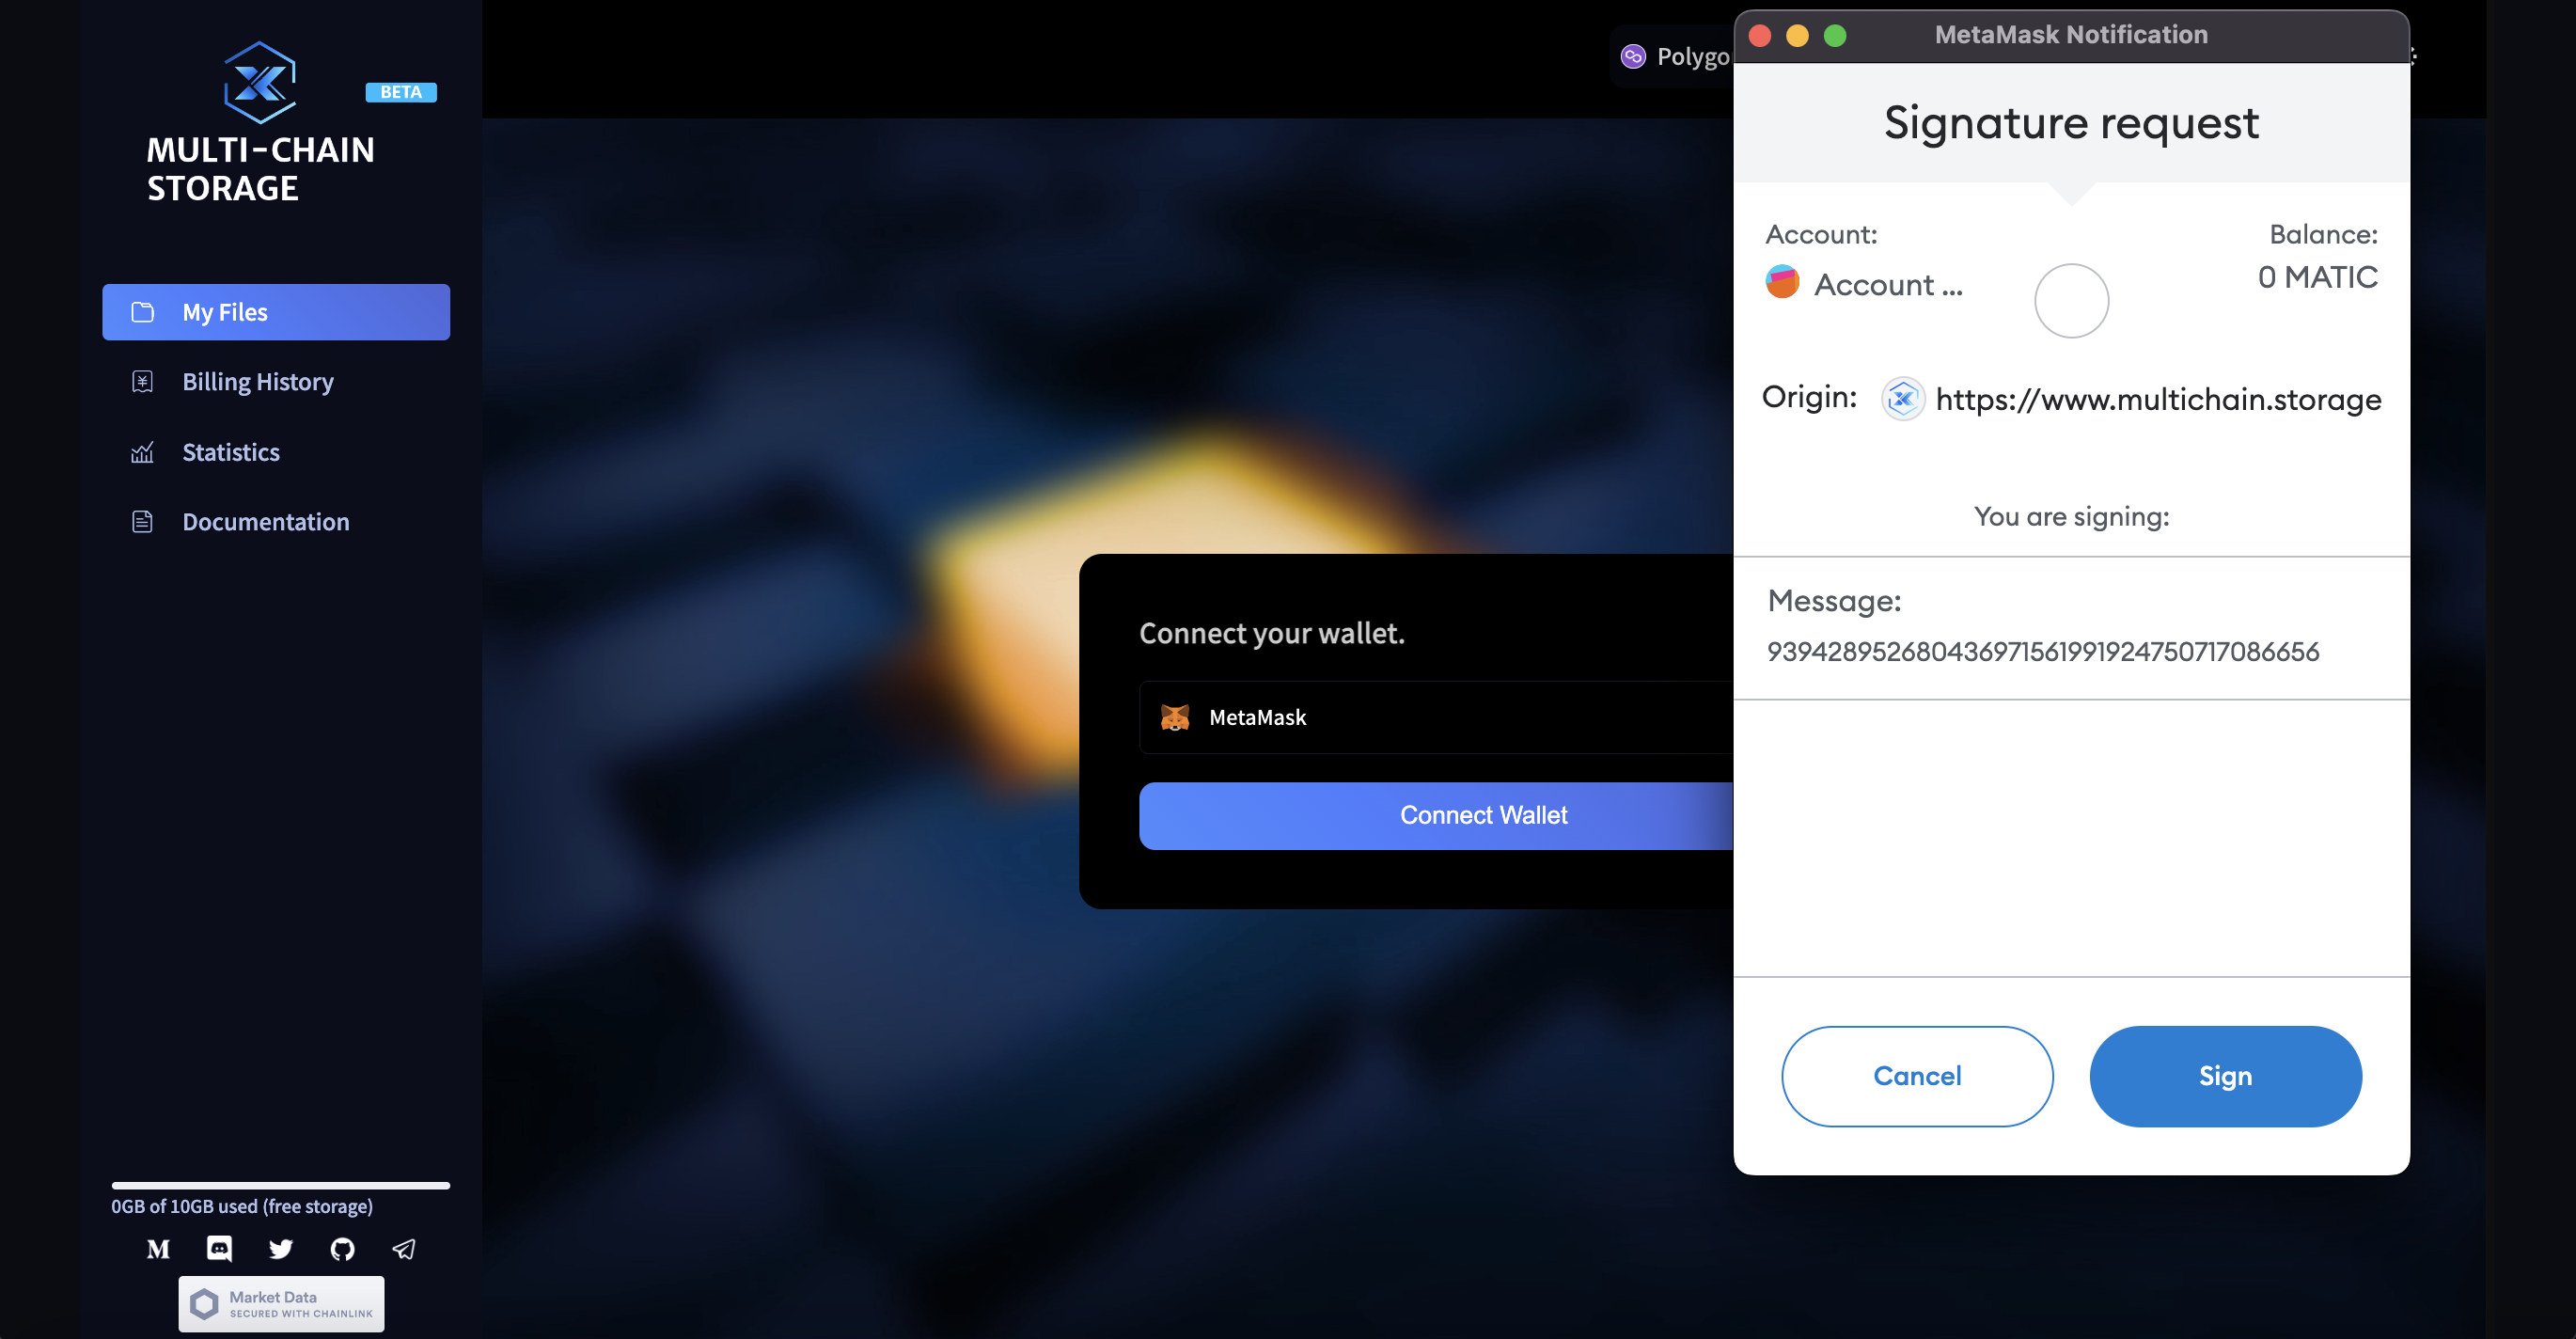 BETA
MULTI-CHAIN
STORAGE
My Files
Billing History
Statistics
Documentation
0GB of 10GB used (free storage)
M
Market Data
SECURED WITH CHAINLINK
Polygo
Connect your wallet.
MetaMask
Connect Wallet
MetaMask Notification
Signature request
Account:
Balance:
Account ...
0 MATIC
Origin:
https://www.multichain.storage
You are signing:
Message:
93942895268043697156199192475071708665​6
Cancel
Sign